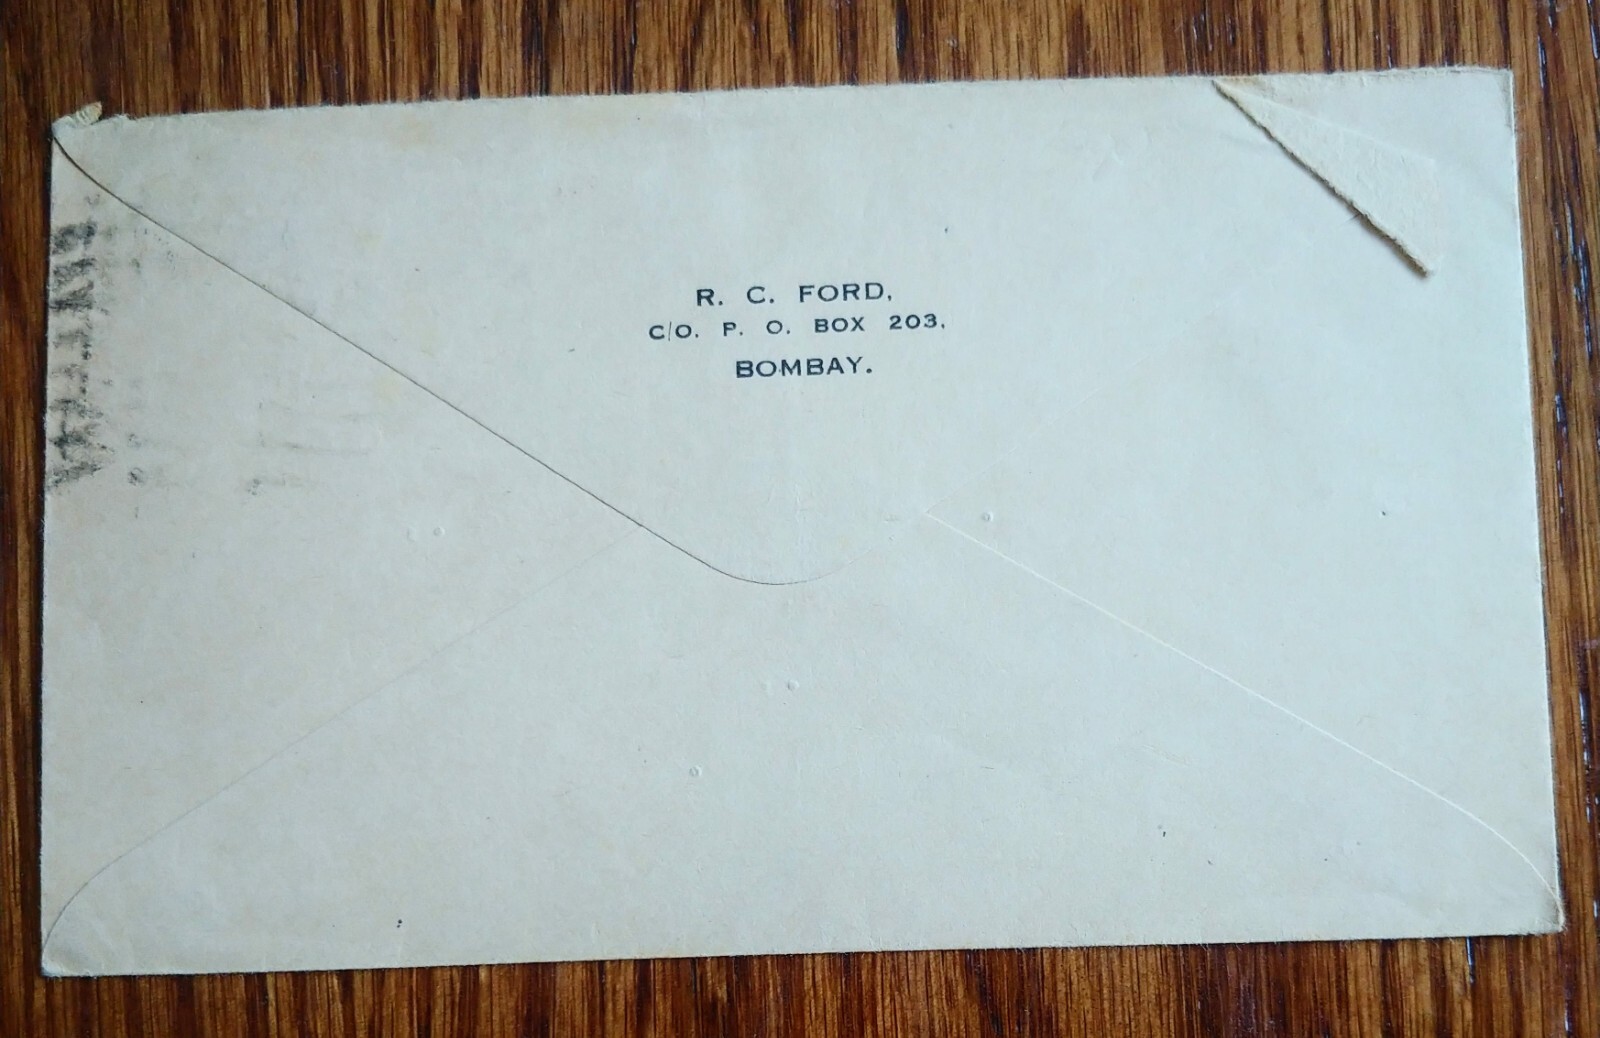 R. C. FORD,
C/O. P. O. BOX 203,
BOMBAY.